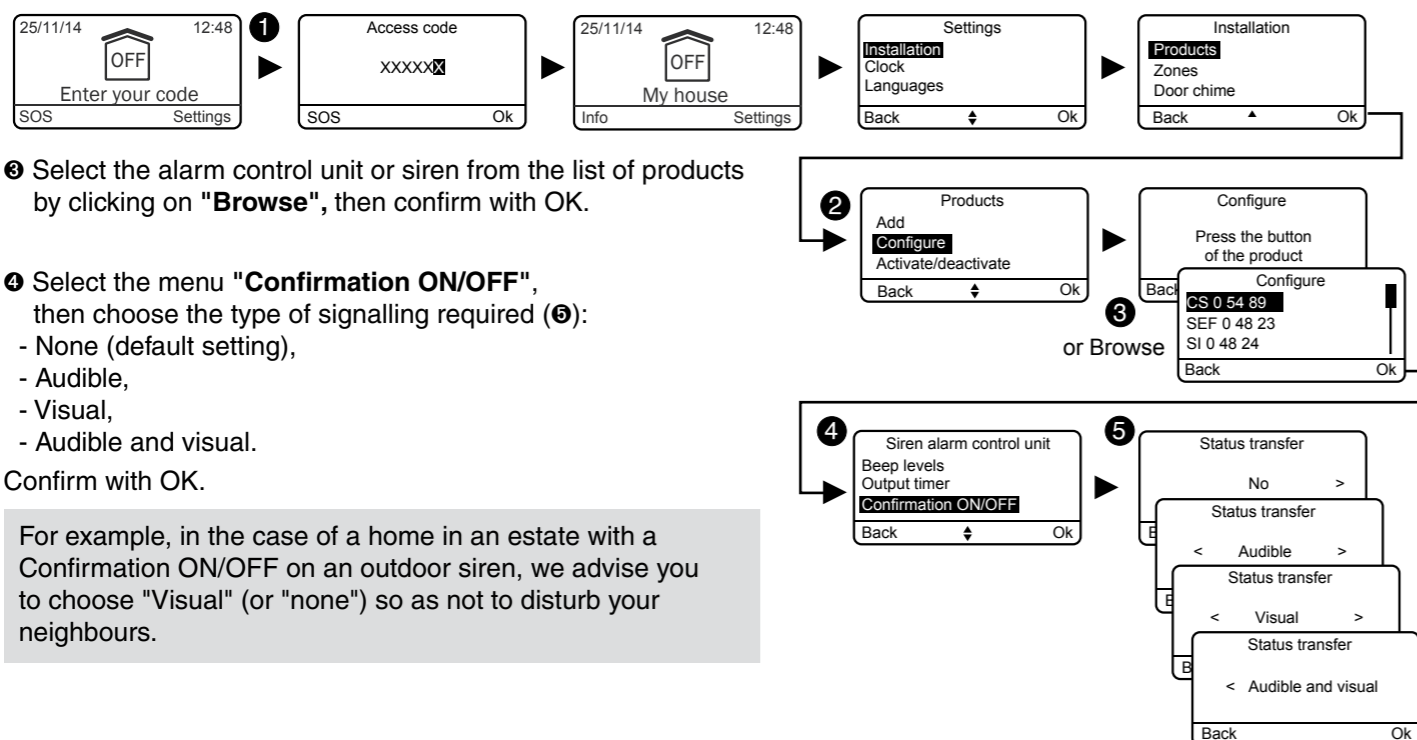 25/11/14 12:48
OFF
Enter your code
SOS Settings
❶
Access code
XXXXXX
SOS Ok
25/11/14 12:48
OFF
My house
Info Settings
Settings
Installation
Clock
Languages
Back Ok
Installation
Products
Zones
Door chime
Back Ok
❸ Select the alarm control unit or siren from the list of products
by clicking on "Browse", then confirm with OK.
❹ Select the menu "Confirmation ON/OFF",
then choose the type of signalling required (❺):
- None (default setting),
- Audible,
- Visual,
- Audible and visual.
Confirm with OK.
For example, in the case of a home in an estate with a
Confirmation ON/OFF on an outdoor siren, we advise you
to choose "Visual" (or "none") so as not to disturb your
neighbours.
❷
Products
Add
Configure
Activate/deactivate
Back Ok
Configure
Press the button
of the product
Back
❸
or Browse
Configure
CS 0 54 89
SEF 0 48 23
SI 0 48 24
Back Ok
❹
Siren alarm control unit
Beep levels
Output timer
Confirmation ON/OFF
Back Ok
❺
Status transfer
No >
Status transfer
< Audible >
Status transfer
< Visual >
B
Status transfer
< Audible and visual
Back Ok